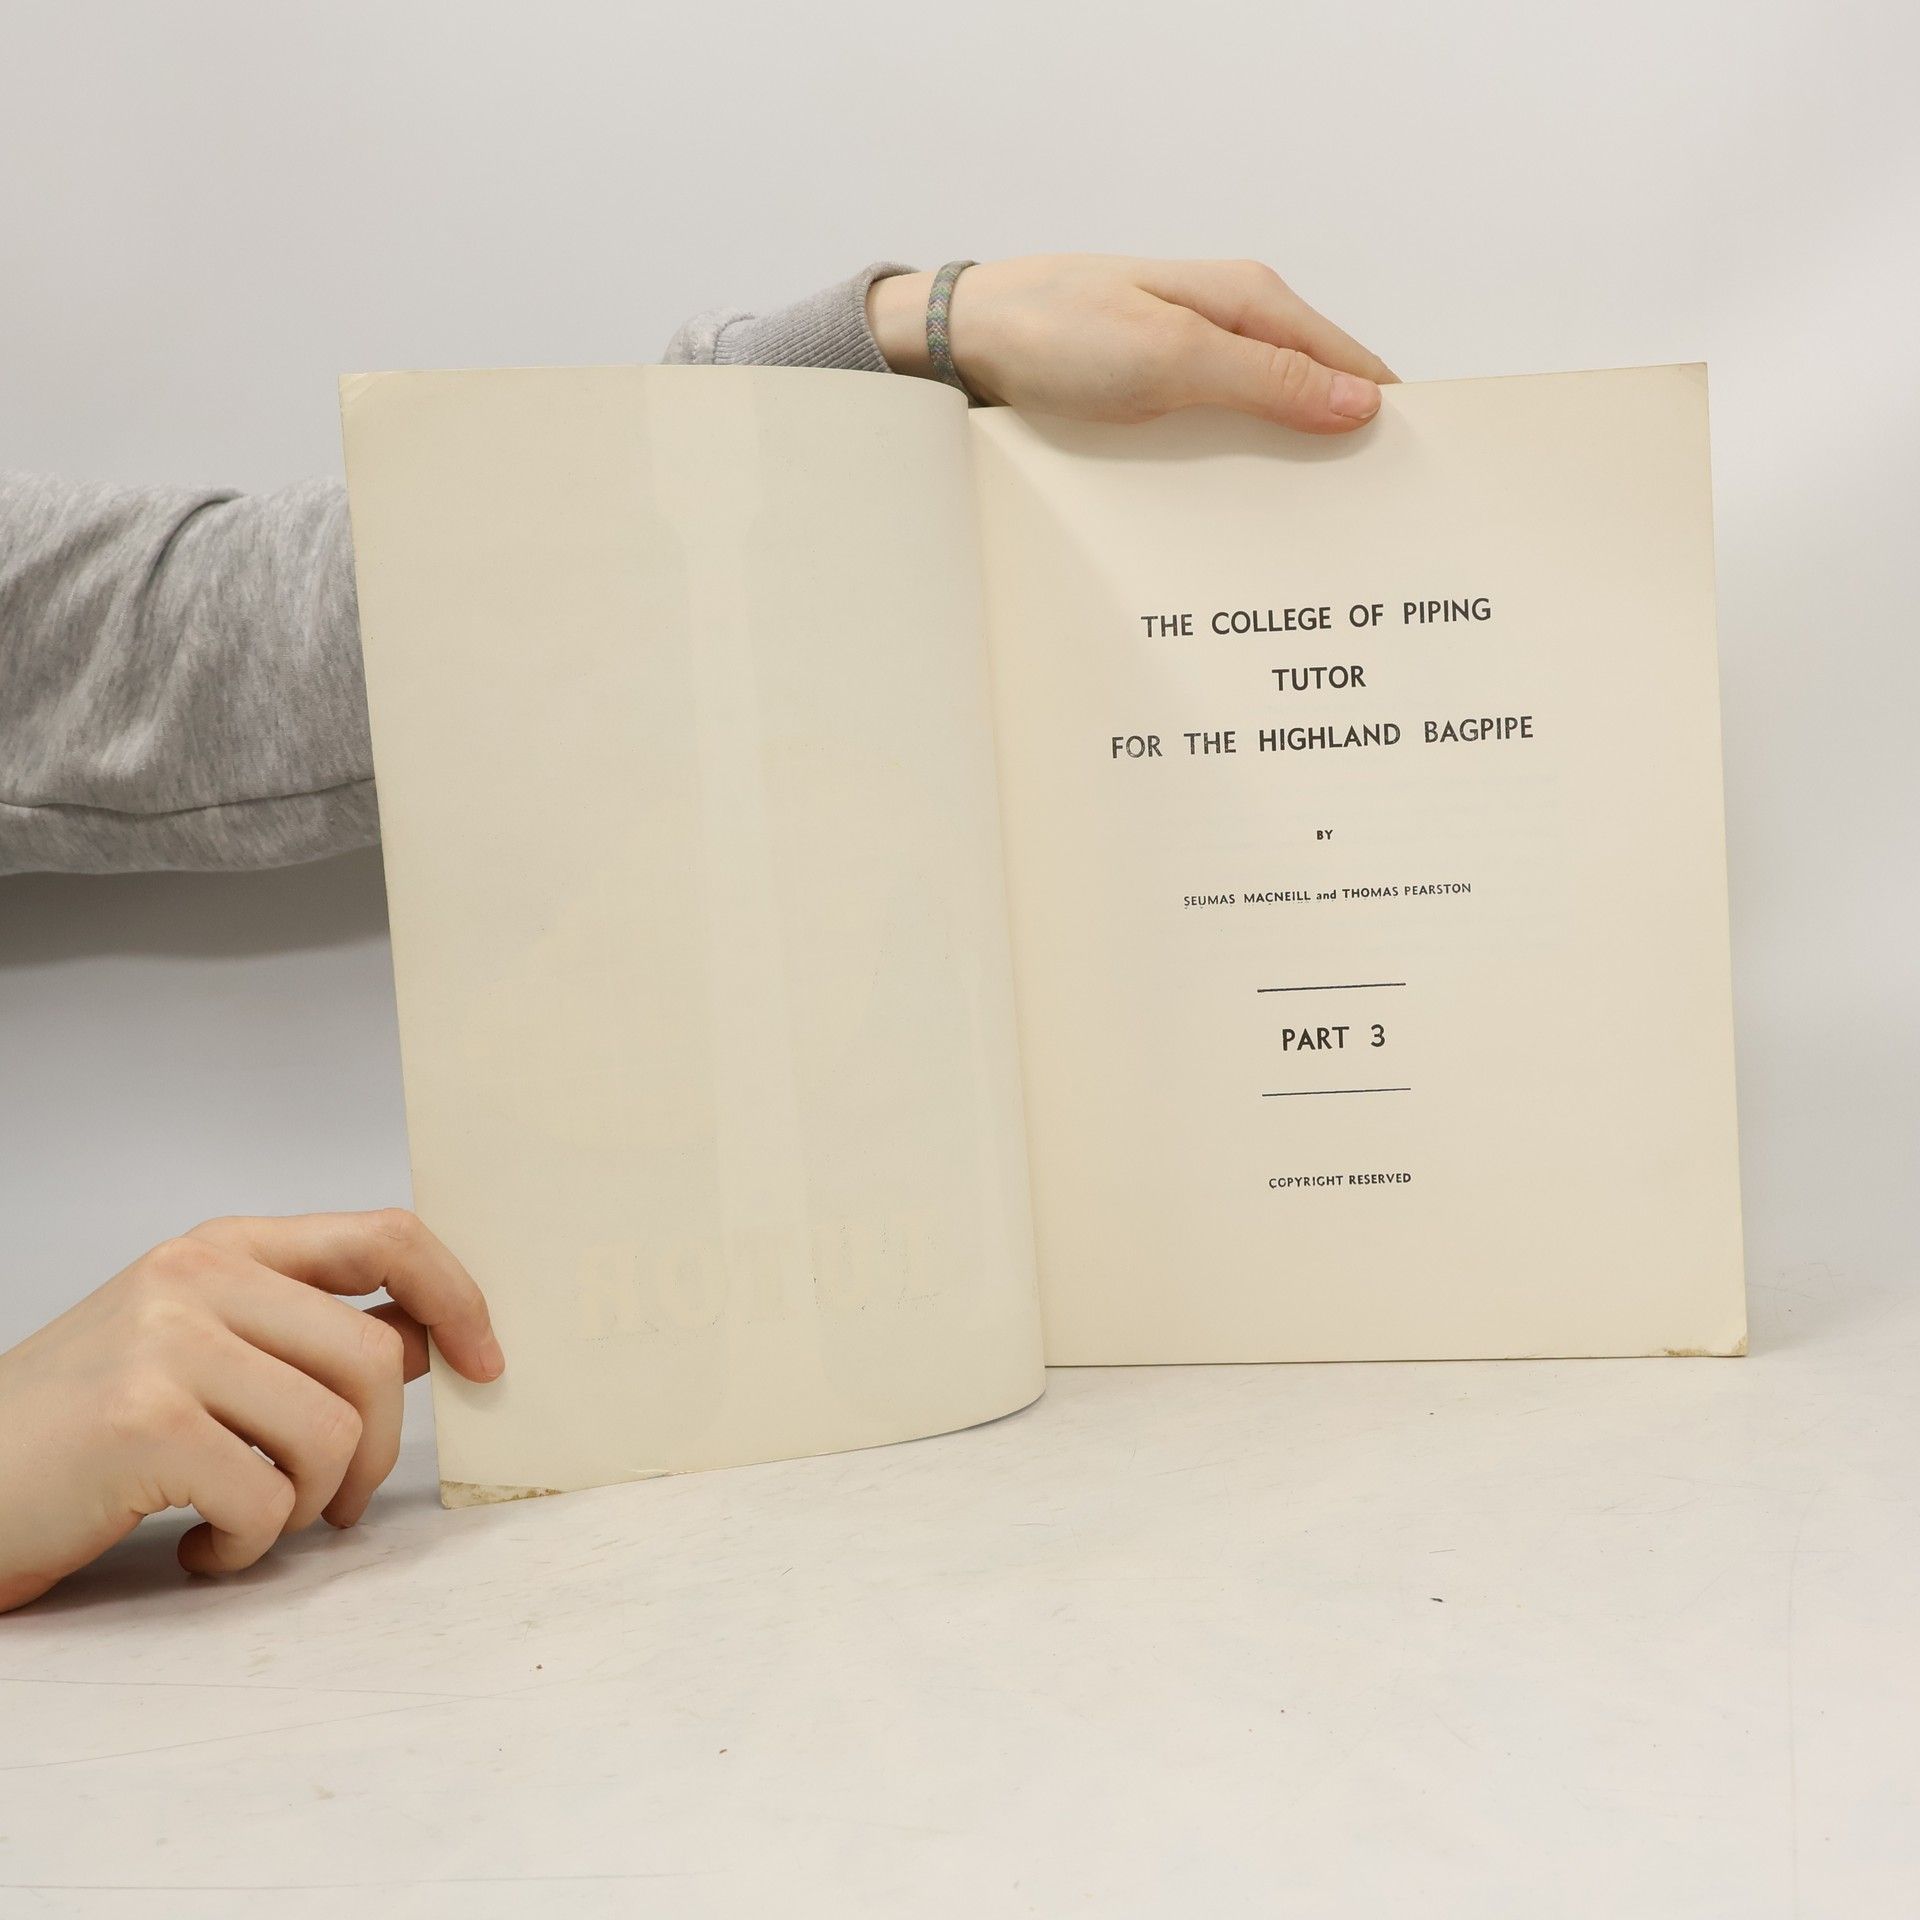 THE COLLEGE OF PIPING
TUTOR
FOR THE HIGHLAND BAGPIPE
BY
SEUMAS MACNEILL and THOMAS PEARSTON
PART 3
COPYRIGHT RESERVED
TUTOR